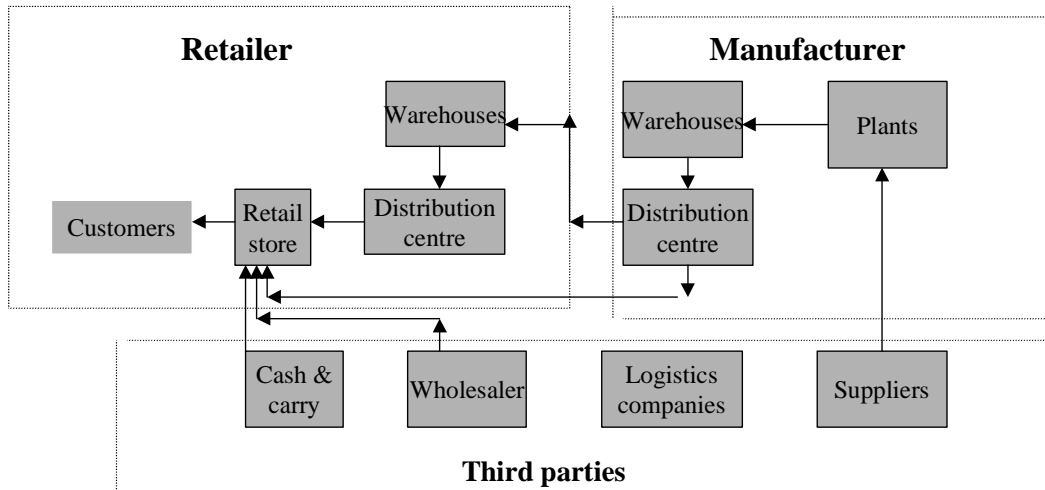 Retailer
Manufacturer
Warehouses
Warehouses
Plants
Customers
Retail
store
Distribution
centre
Distribution
centre
Cash &
carry
Wholesaler
Logistics
companies
Suppliers
Third parties